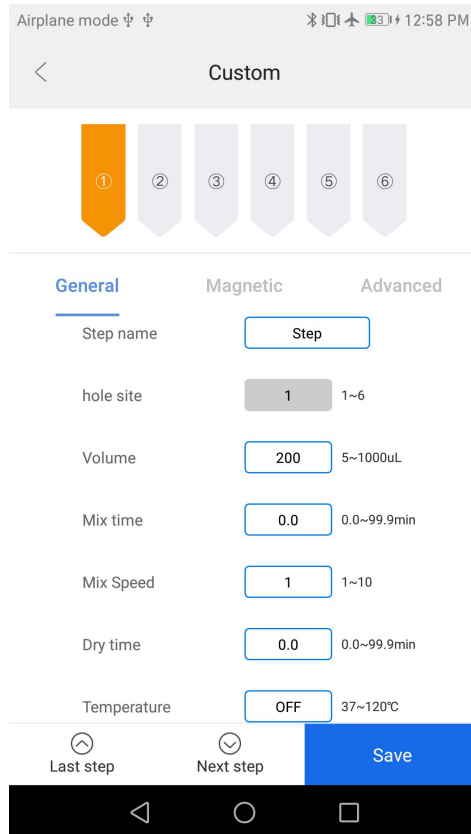 Airplane mode 33 12:58 PM
Custom
① ② ③ ④ ⑤ ⑥
General Magnetic Advanced
Step name Step
hole site 1 1~6
Volume 200 5~1000uL
Mix time 0.0 0.0~99.9min
Mix Speed 1 1~10
Dry time 0.0 0.0~99.9min
Temperature OFF 37~120℃
Last step Next step Save